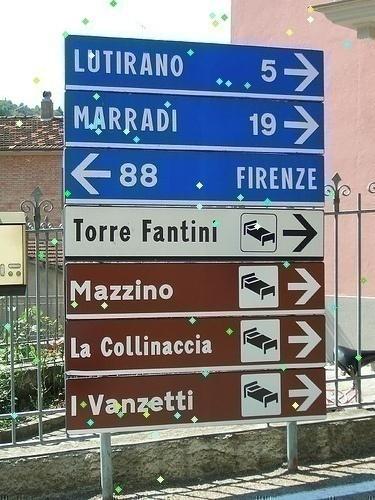 LUTIRANO 5
MARRADI 19
88 FIRENZE
Torre Fantini
Mazzino
La Collinaccia
I Vanzetti